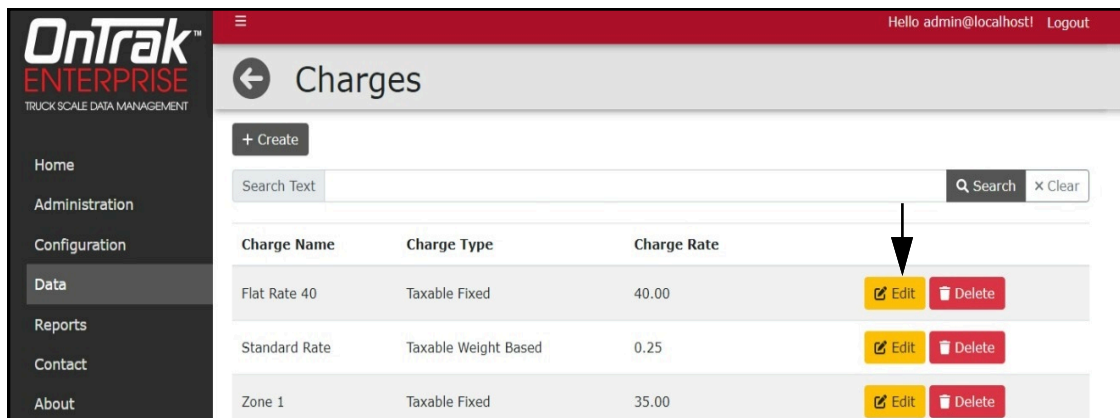 OnTrak™
ENTERPRISE
TRUCK SCALE DATA MANAGEMENT
Home
Administration
Configuration
Data
Reports
Contact
About
Hello admin@localhost! Logout
Charges
+ Create
Search Text Search × Clear
Charge Name Charge Type Charge Rate
Flat Rate 40 Taxable Fixed 40.00 Edit Delete
Standard Rate Taxable Weight Based 0.25 Edit Delete
Zone 1 Taxable Fixed 35.00 Edit Delete